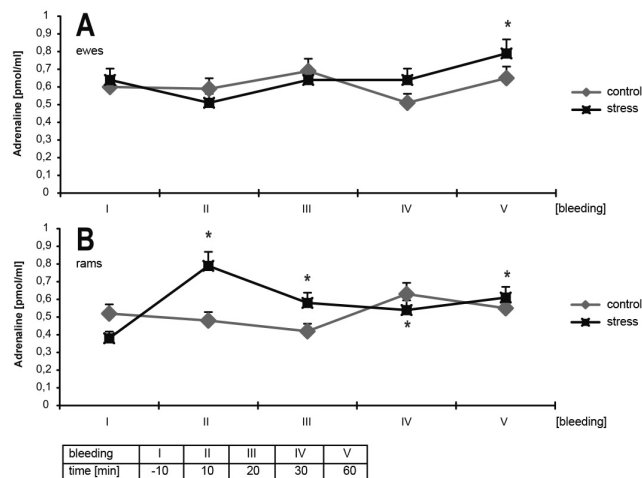 A
ewes
Adrenaline [pmol/ml]
1
0,9
0,8
0,7
0,6
0,5
0,4
0,3
0,2
0,1
0
*
control
stress
I II III IV V [bleeding]
B
rams
Adrenaline [pmol/ml]
1
0,9
0,8
0,7
0,6
0,5
0,4
0,3
0,2
0,1
0
* * * *
control
stress
I II III IV V [bleeding]
bleeding I II III IV V
time [min] -10 10 20 30 60